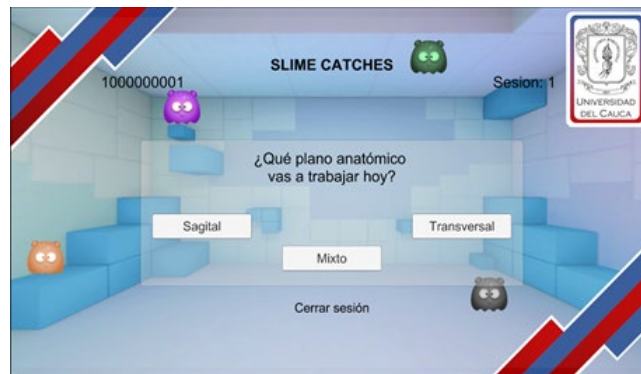 SLIME CATCHES
1000000001
Sesion: 1
UNIVERSIDAD
DEL CAUCA
¿Qué plano anatómico
vas a trabajar hoy?
Sagital
Transversal
Mixto
Cerrar sesión